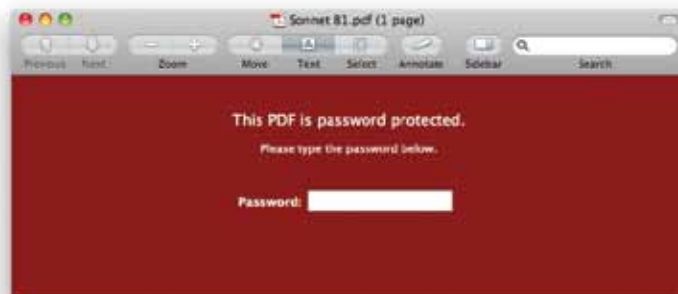 Sonnet 81.pdf (1 page)
Previous Next Zoom Move Text Select Annotate Sidebar Search
This PDF is password protected.
Please type the password below.
Password: